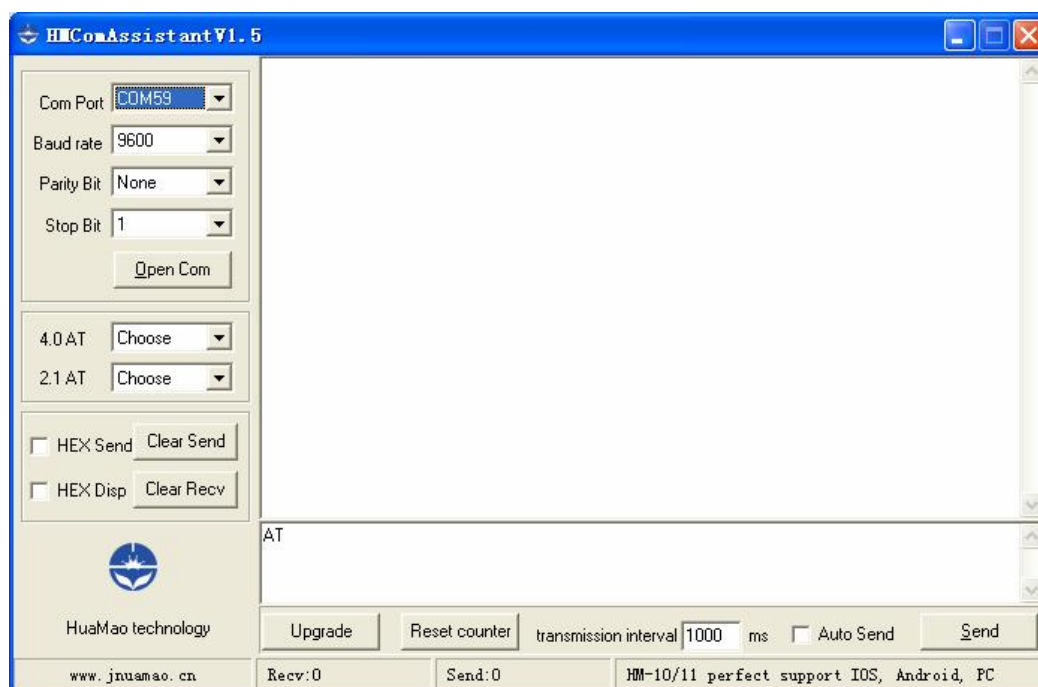 HMComAssistantV1.5
Com Port COM59
Baud rate 9600
Parity Bit None
Stop Bit 1
Open Com
4.0 AT Choose
2.1 AT Choose
HEX Send Clear Send
HEX Disp Clear Recv
AT
HuaMao technology
Upgrade Reset counter transmission interval 1000 ms Auto Send Send
www.jnuamao.cn Recv:0 Send:0 HM-10/11 perfect support IOS, Android, PC